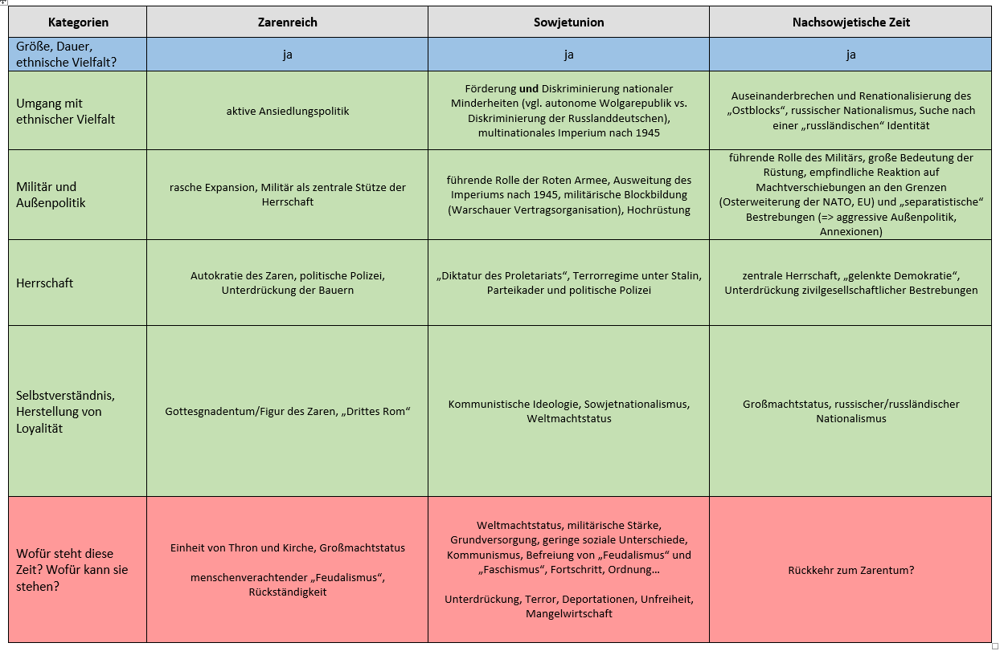 Kategorien
Zarenreich
Sowjetunion
Nachsowjetische Zeit
Größe, Dauer,
ethnische Vielfalt?
ja
ja
ja
Umgang mit
ethnischer Vielfalt
aktive Ansiedlungspolitik
Förderung und Diskriminierung nationaler
Minderheiten (vgl. autonome Wolgarepublik vs.
Diskriminierung der Russlanddeutschen),
multinationales Imperium nach 1945
Auseinanderbrechen und Renationalisierung des
„Ostblocks“, russischer Nationalismus, Suche nach
einer „russländischen“ Identität
Militär und
Außenpolitik
rasche Expansion, Militär als zentrale Stütze der
Herrschaft
führende Rolle der Roten Armee, Ausweitung des
Imperiums nach 1945, militärische Blockbildung
(Warschauer Vertragsorganisation), Hochrüstung
führende Rolle des Militärs, große Bedeutung der
Rüstung, empfindliche Reaktion auf
Machtverschiebungen an den Grenzen
(Osterweiterung der NATO, EU) und „separatistische“
Bestrebungen (=> aggressive Außenpolitik,
Annexionen)
Herrschaft
Autokratie des Zaren, politische Polizei,
Unterdrückung der Bauern
„Diktatur des Proletariats“, Terrorregime unter Stalin,
Parteikader und politische Polizei
zentrale Herrschaft, „gelenkte Demokratie“,
Unterdrückung zivilgesellschaftlicher Bestrebungen
Selbstverständnis,
Herstellung von
Loyalität
Gottesgnadentum/Figur des Zaren, „Drittes Rom“
Kommunistische Ideologie, Sowjetnationalismus,
Weltmachtstatus
Großmachtstatus, russischer/russländischer
Nationalismus
Wofür steht diese
Zeit? Wofür kann sie
stehen?
Einheit von Thron und Kirche, Großmachtstatus
menschenverachtender „Feudalismus“,
Rückständigkeit
Weltmachtstatus, militärische Stärke,
Grundversorgung, geringe soziale Unterschiede,
Kommunismus, Befreiung von „Feudalismus“ und
„Faschismus“, Fortschritt, Ordnung…
Unterdrückung, Terror, Deportationen, Unfreiheit,
Mangelwirtschaft
Rückkehr zum Zarentum?